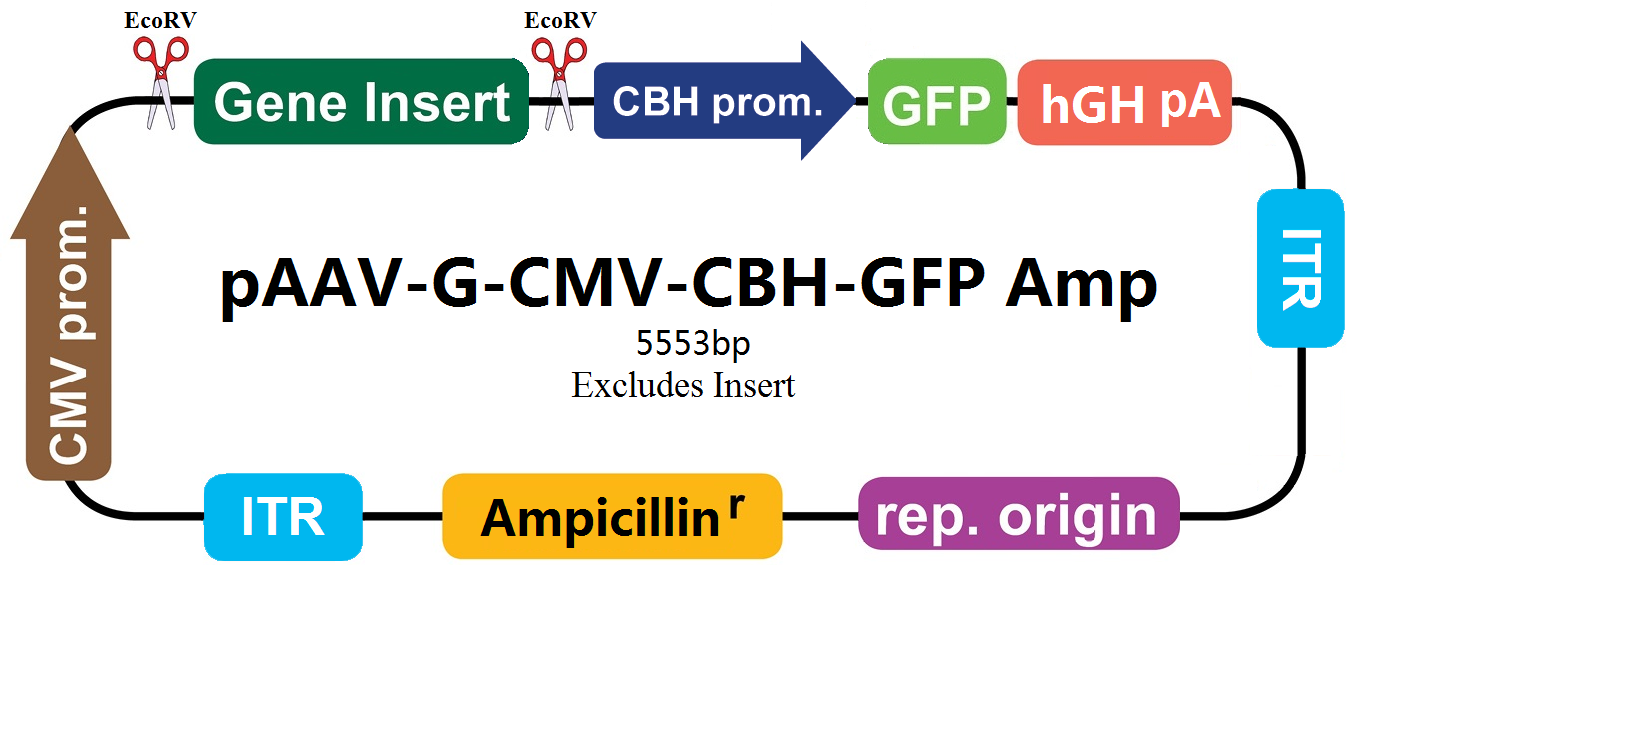 EcoRV
EcoRV
Gene Insert
CBH prom.
GFP
hGH pA
ITR
CMV prom.
pAAV-G-CMV-CBH-GFP Amp
5553bp
Excludes Insert
ITR
Ampicillin r
rep. origin